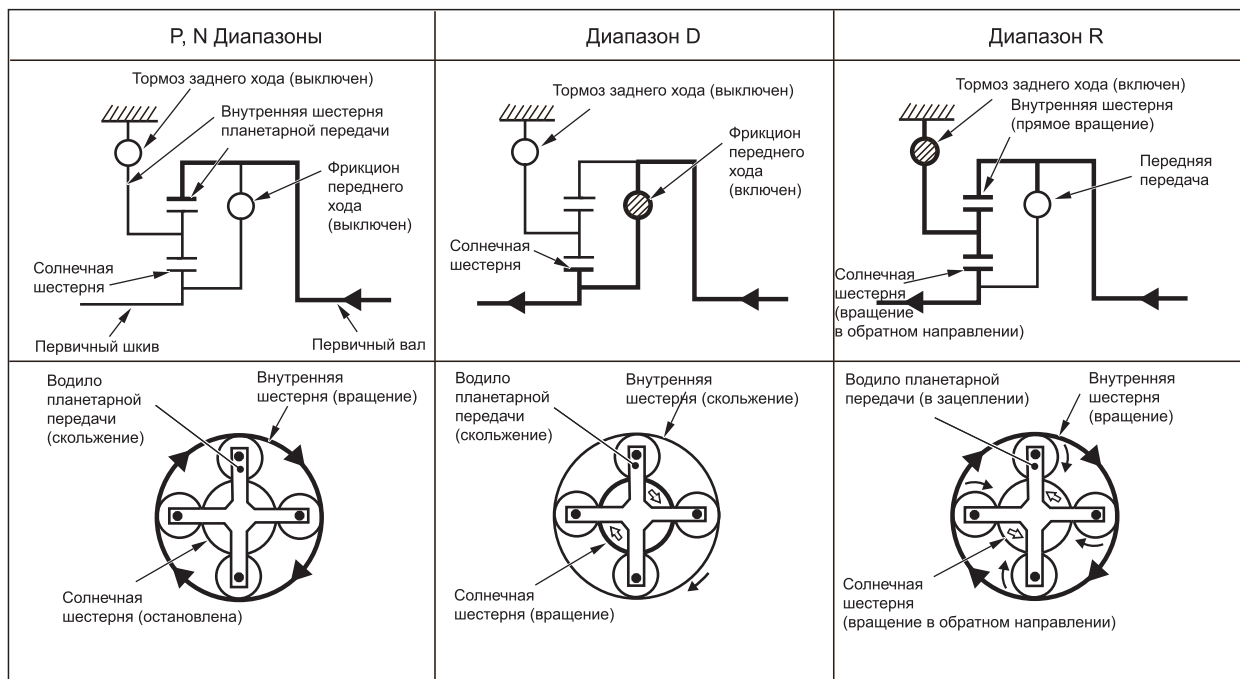 P, N Диапазоны
Диапазон D
Диапазон R
Тормоз заднего хода (выключен)
Внутренняя шестерня
планетарной передачи
Фрикцион
переднего
хода
(выключен)
Солнечная
шестерня
Первичный шкив
Первичный вал
Тормоз заднего хода (выключен)
Фрикцион
переднего
хода
(включен)
Солнечная
шестерня
Тормоз заднего хода (включен)
Внутренняя шестерня
(прямое вращение)
Передняя
передача
Солнечная
шестерня
(вращение
в обратном направлении)
Водило
планетарной
передачи
(скольжение)
Внутренняя
шестерня (вращение)
Солнечная
шестерня (остановлена)
Водило
планетарной
передачи
(скольжение)
Внутренняя
шестерня (скольжение)
Солнечная
шестерня (вращение)
Водило планетарной
передачи (в зацеплении)
Внутренняя
шестерня
(вращение)
Солнечная
шестерня
(вращение в обратном направлении)